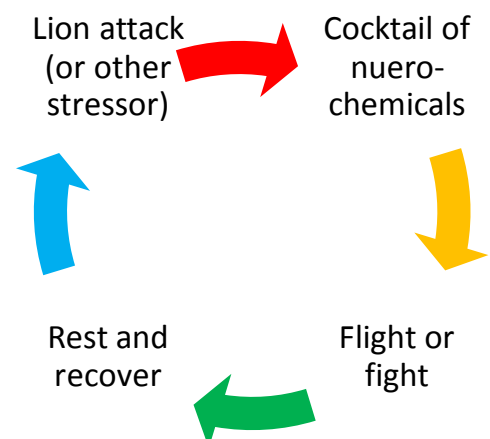 Lion attack
(or other
stressor)
Cocktail of
nuero-
chemicals
Flight or
fight
Rest and
recover